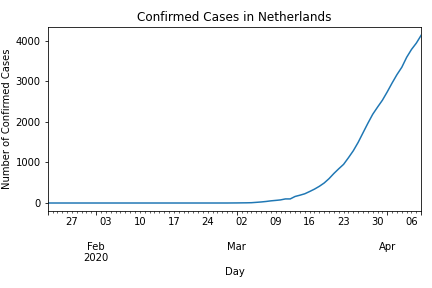 Confirmed Cases in Netherlands
Number of Confirmed Cases
4000
3000
2000
1000
0
27 03 10 17 24 02 09 16 23 30 06
Feb Mar Apr
2020
Day